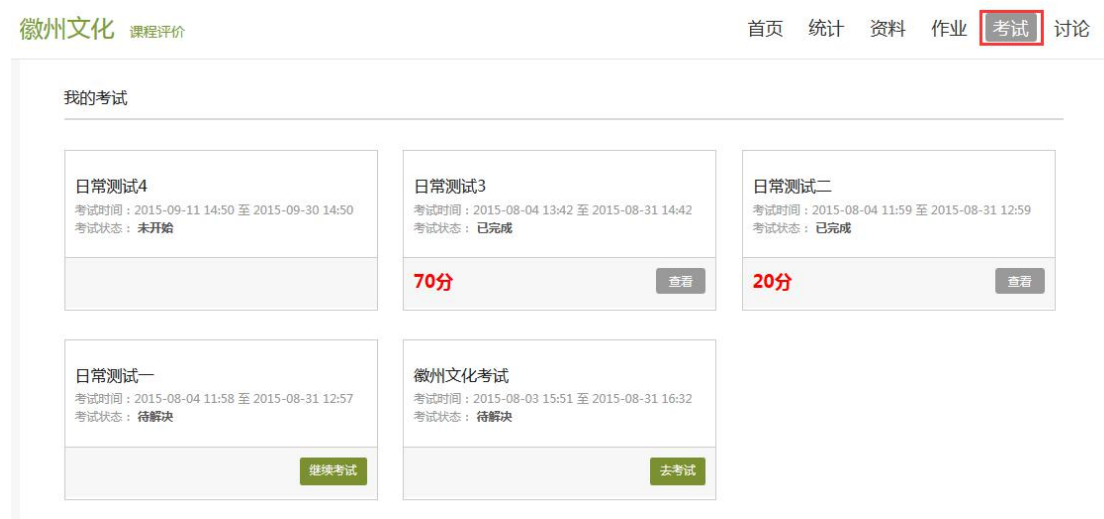 徽州文化 课程评价 首页 统计 资料 作业 考试 讨论
我的考试
日常测试4
考试时间：2015-09-11 14:50 至 2015-09-30 14:50
考试状态： 未开始
日常测试3
考试时间：2015-08-04 13:42 至 2015-08-31 14:42
考试状态： 已完成
70分 查看
日常测试二
考试时间：2015-08-04 11:59 至 2015-08-31 12:59
考试状态： 已完成
20分 查看
日常测试一
考试时间：2015-08-04 11:58 至 2015-08-31 12:57
考试状态： 待解决
继续考试
徽州文化考试
考试时间：2015-08-03 15:51 至 2015-08-31 16:32
考试状态： 待解决
去考试